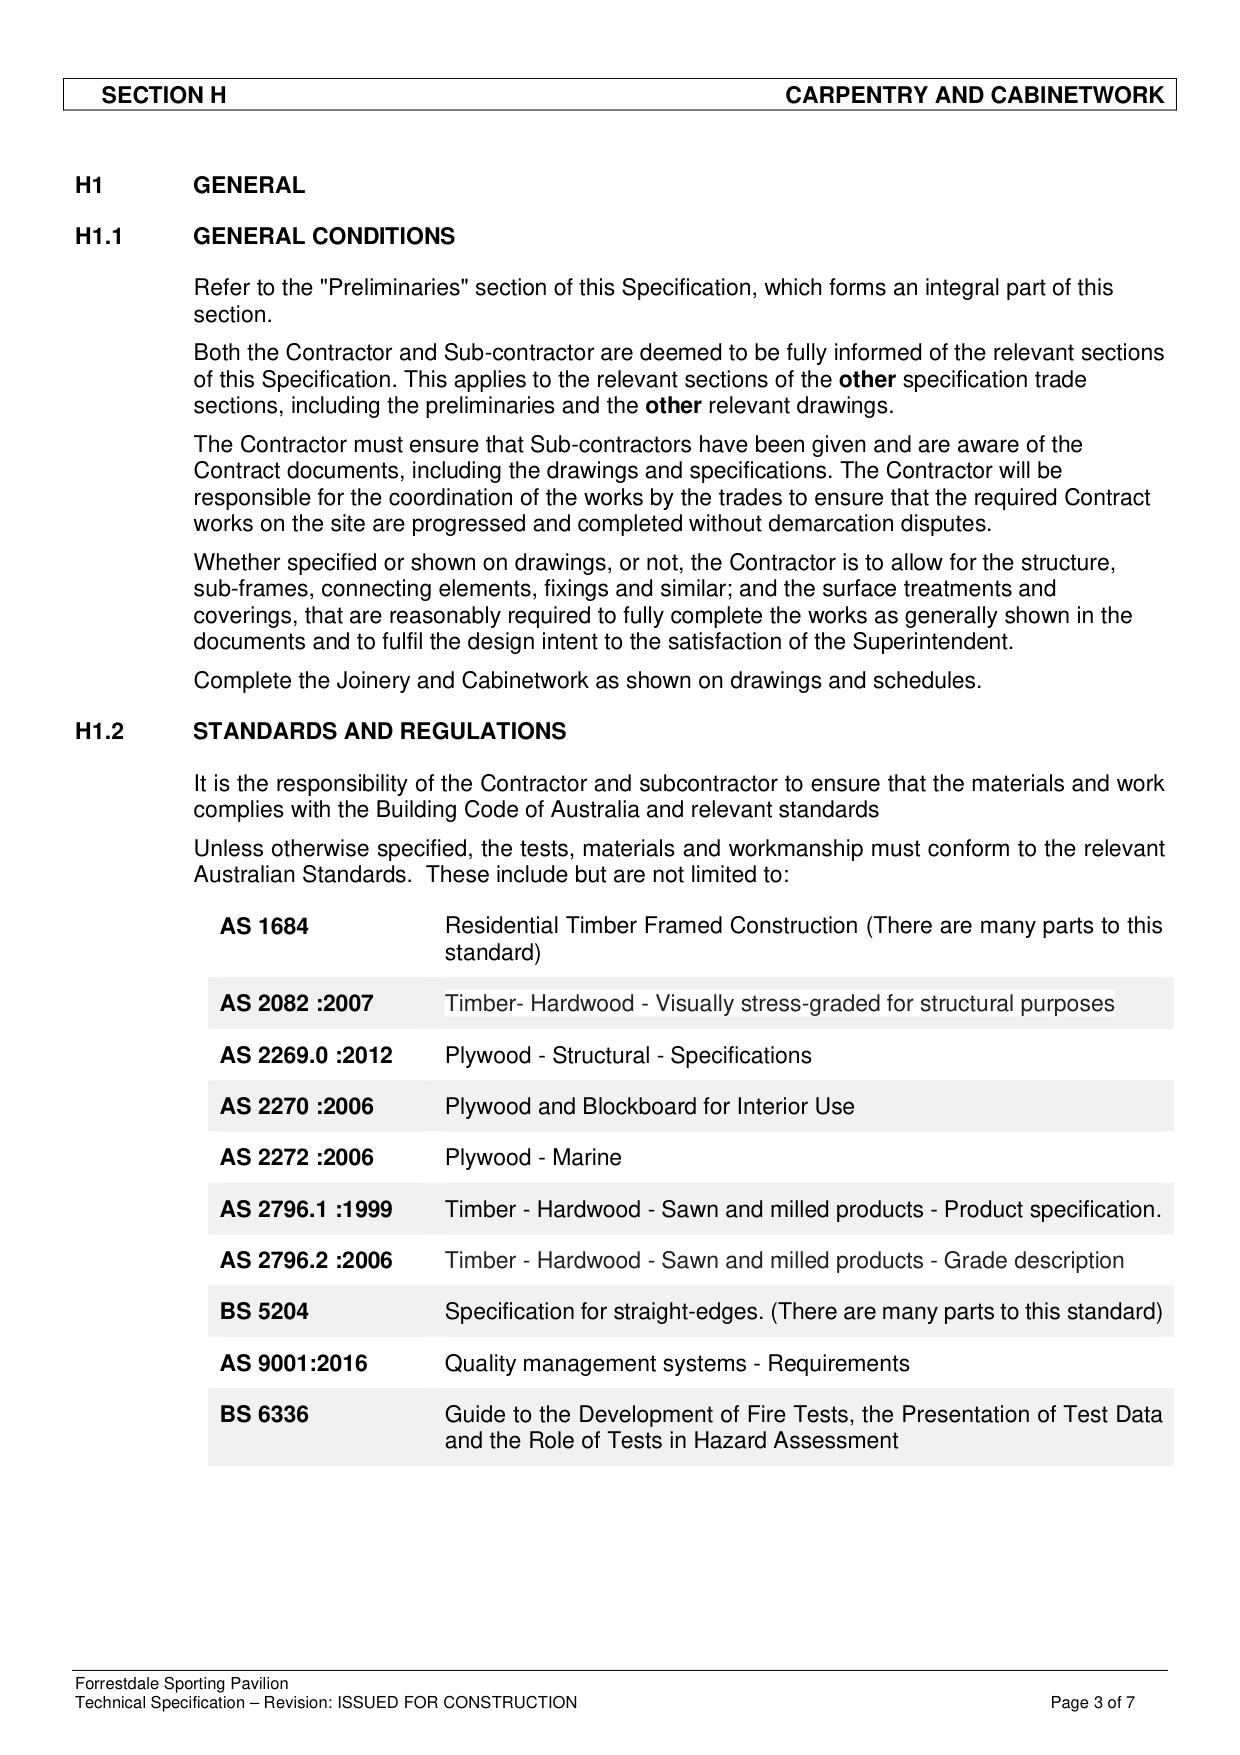 SECTION H CARPENTRY AND CABINETWORK
H1 GENERAL
H1.1 GENERAL CONDITIONS
Refer to the "Preliminaries" section of this Specification, which forms an integral part of this
section.
Both the Contractor and Sub-contractor are deemed to be fully informed of the relevant sections
of this Specification. This applies to the relevant sections of the other specification trade
sections, including the preliminaries and the other relevant drawings.
The Contractor must ensure that Sub-contractors have been given and are aware of the
Contract documents, including the drawings and specifications. The Contractor will be
responsible for the coordination of the works by the trades to ensure that the required Contract
works on the site are progressed and completed without demarcation disputes.
Whether specified or shown on drawings, or not, the Contractor is to allow for the structure,
sub-frames, connecting elements, fixings and similar; and the surface treatments and
coverings, that are reasonably required to fully complete the works as generally shown in the
documents and to fulfil the design intent to the satisfaction of the Superintendent.
Complete the Joinery and Cabinetwork as shown on drawings and schedules.
H1.2 STANDARDS AND REGULATIONS
It is the responsibility of the Contractor and subcontractor to ensure that the materials and work
complies with the Building Code of Australia and relevant standards
Unless otherwise specified, the tests, materials and workmanship must conform to the relevant
Australian Standards.  These include but are not limited to:
AS 1684 Residential Timber Framed Construction (There are many parts to this
standard)
AS 2082 :2007 Timber- Hardwood - Visually stress-graded for structural purposes
AS 2269.0 :2012 Plywood - Structural - Specifications
AS 2270 :2006 Plywood and Blockboard for Interior Use
AS 2272 :2006 Plywood - Marine
AS 2796.1 :1999 Timber - Hardwood - Sawn and milled products - Product specification.
AS 2796.2 :2006 Timber - Hardwood - Sawn and milled products - Grade description
BS 5204 Specification for straight-edges. (There are many parts to this standard)
AS 9001:2016 Quality management systems - Requirements
BS 6336 Guide to the Development of Fire Tests, the Presentation of Test Data
and the Role of Tests in Hazard Assessment
Forrestdale Sporting Pavilion
Technical Specification – Revision: ISSUED FOR CONSTRUCTION Page 3 of 7